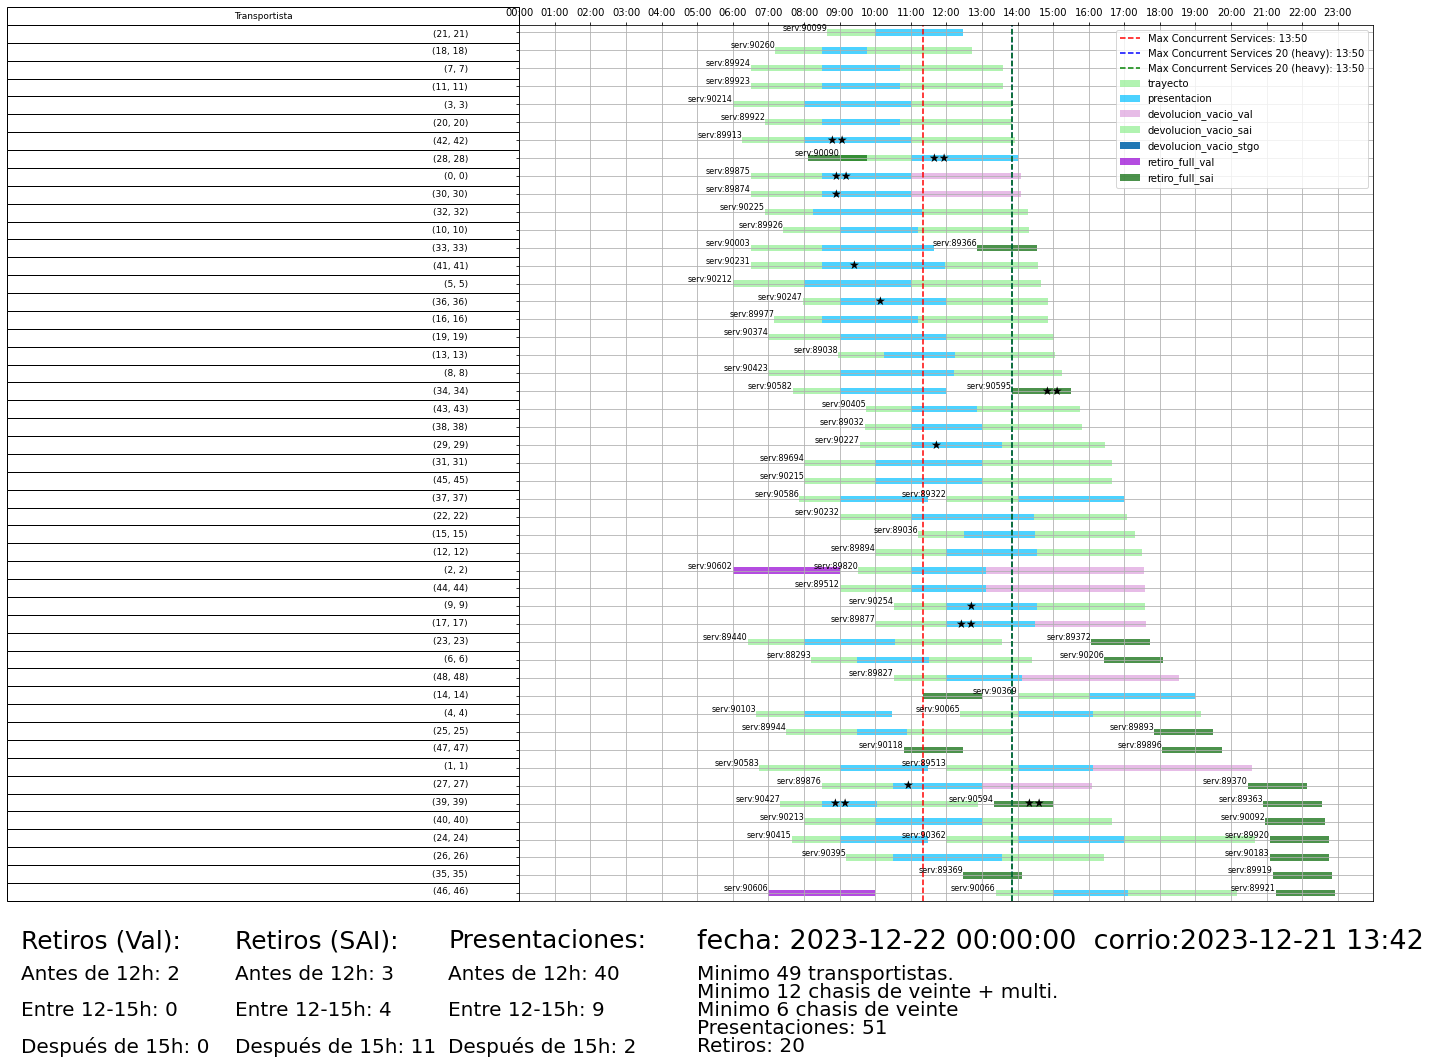 Transportista
00:00 01:00 02:00 03:00 04:00 05:00 06:00 07:00 08:00 09:00 10:00 11:00 12:00 13:00 14:00 15:00 16:00 17:00 18:00 19:00 20:00 21:00 22:00 23:00
Max Concurrent Services: 13:50
Max Concurrent Services 20 (heavy): 13:50
Max Concurrent Services 20 (heavy): 13:50
trayecto
presentacion
devolucion_vacio_val
devolucion_vacio_sai
devolucion_vacio_stgo
retiro_full_val
retiro_full_sai
(21, 21) serv:90099
(18, 18) serv:90260
(7, 7) serv:89924
(11, 11) serv:89923
(3, 3) serv:90214
(20, 20) serv:89922
(42, 42) serv:89913
(28, 28) serv:90090
(0, 0) serv:89875
(30, 30) serv:89874
(32, 32) serv:90225
(10, 10) serv:89926
(33, 33) serv:90003 serv:89366
(41, 41) serv:90231
(5, 5) serv:90212
(36, 36) serv:90247
(16, 16) serv:89977
(19, 19) serv:90374
(13, 13) serv:89038
(8, 8) serv:90423
(34, 34) serv:90582 serv:90595
(43, 43) serv:90405
(38, 38) serv:89032
(29, 29) serv:90227
(31, 31) serv:89694
(45, 45) serv:90215
(37, 37) serv:90586 serv:89322
(22, 22) serv:90232
(15, 15) serv:89036
(12, 12) serv:89894
(2, 2) serv:90602 serv:89820
(44, 44) serv:89512
(9, 9) serv:90254
(17, 17) serv:89877
(23, 23) serv:89440 serv:89372
(6, 6) serv:88293 serv:90206
(48, 48) serv:89827
(14, 14) serv:90369
(4, 4) serv:90103 serv:90065
(25, 25) serv:89944 serv:89893
(47, 47) serv:90118 serv:89896
(1, 1) serv:90583 serv:89513
(27, 27) serv:89876 serv:89370
(39, 39) serv:90427 serv:90594 serv:89363
(40, 40) serv:90213 serv:90092
(24, 24) serv:90415 serv:90362 serv:89920
(26, 26) serv:90395 serv:90183
(35, 35) serv:89369 serv:89919
(46, 46) serv:90606 serv:90066 serv:89921
Retiros (Val):
Antes de 12h: 2
Entre 12-15h: 0
Después de 15h: 0
Retiros (SAI):
Antes de 12h: 3
Entre 12-15h: 4
Después de 15h: 11
Presentaciones:
Antes de 12h: 40
Entre 12-15h: 9
Después de 15h: 2
fecha: 2023-12-22 00:00:00 corrio:2023-12-21 13:42
Minimo 49 transportistas.
Minimo 12 chasis de veinte + multi.
Minimo 6 chasis de veinte
Presentaciones: 51
Retiros: 20